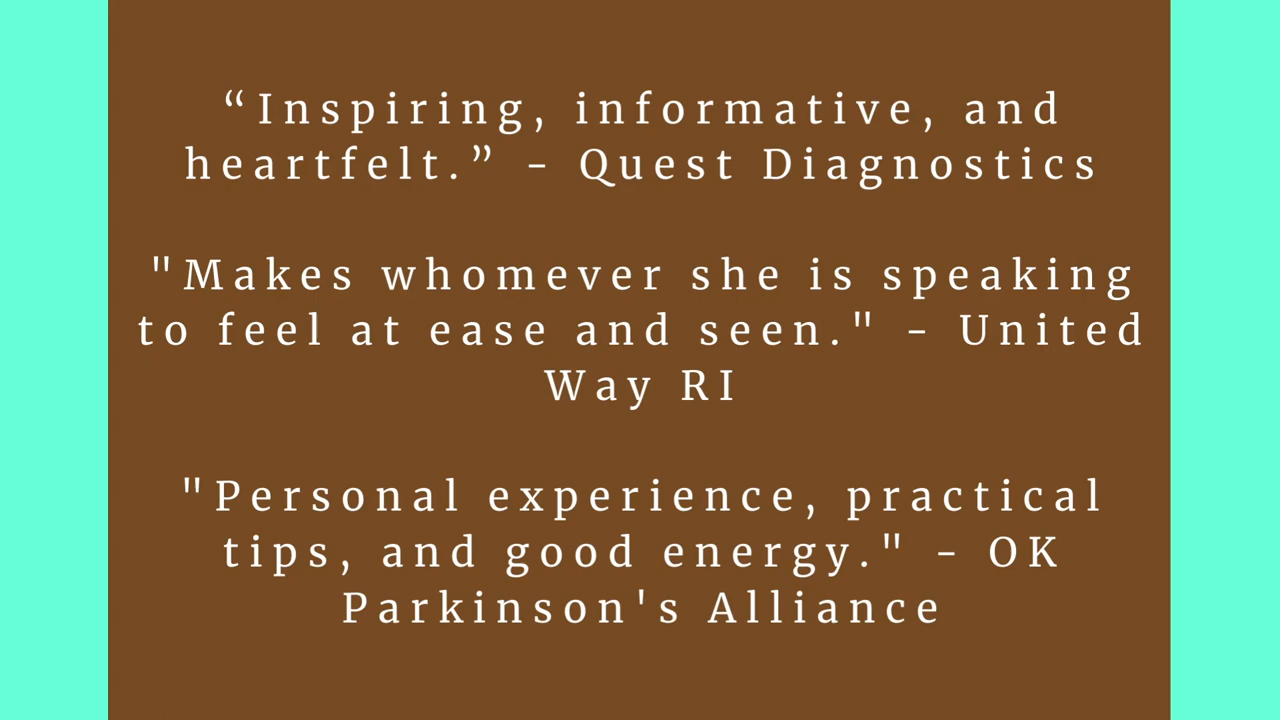 “Inspiring, informative, and
heartfelt.” - Quest Diagnostics
"Makes whomever she is speaking
to feel at ease and seen." - United
Way RI
"Personal experience, practical
tips, and good energy." - OK
Parkinson's Alliance